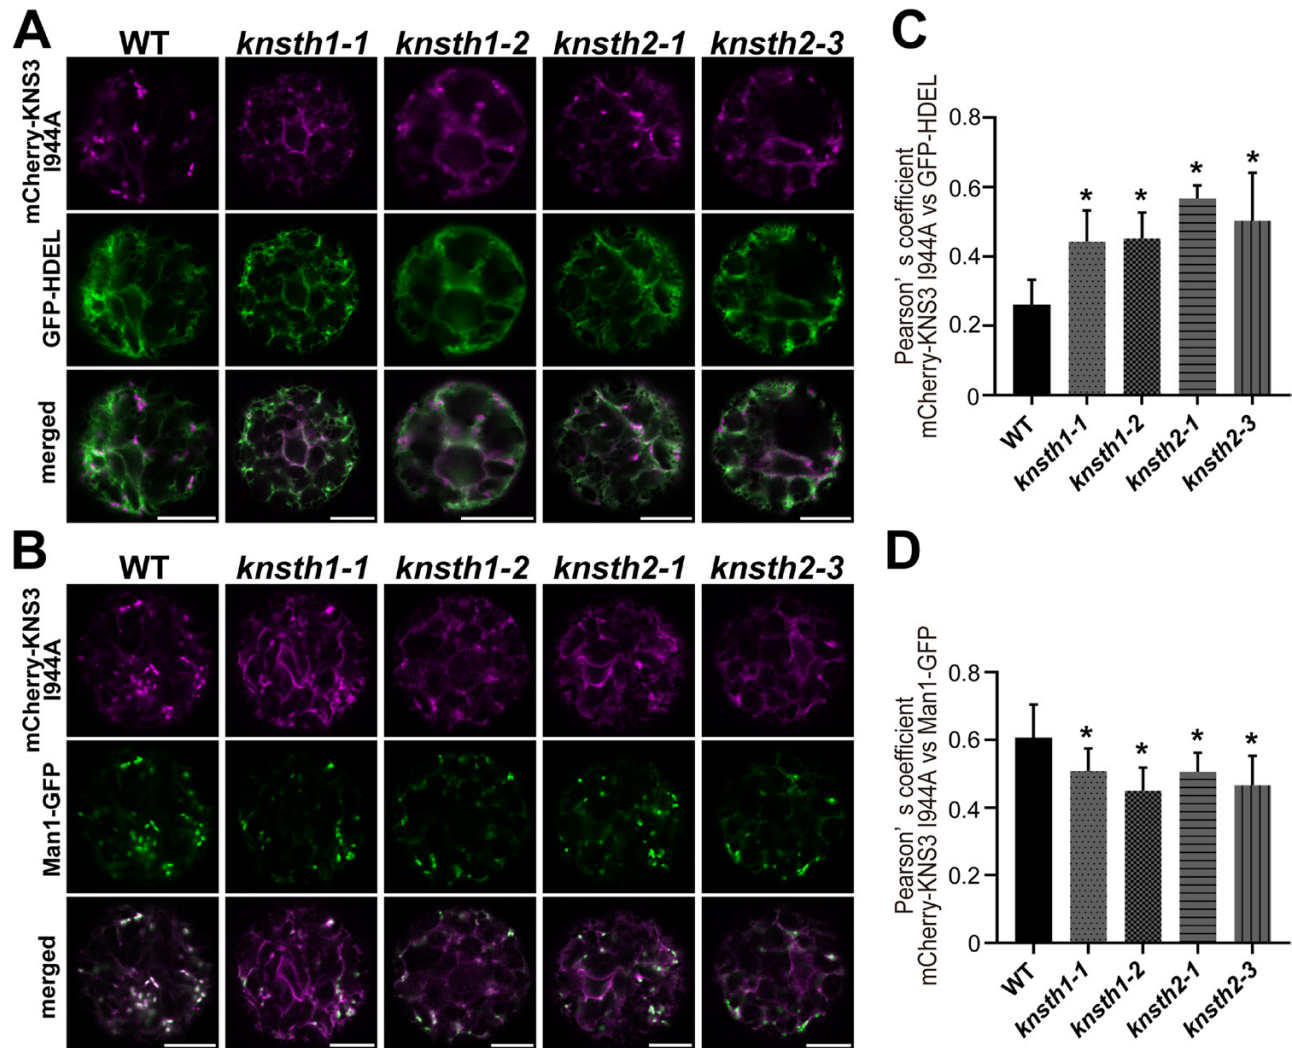 A
WT knsth1-1 knsth1-2 knsth2-1 knsth2-3
mCherry-KNS3
I944A
GFP-HDEL
merged
B
WT knsth1-1 knsth1-2 knsth2-1 knsth2-3
mCherry-KNS3
I944A
Man1-GFP
merged
C
Pearson’ s coefficient
mCherry-KNS3 I944A vs GFP-HDEL
0.8
0.6
0.4
0.2
0
* * * *
WT knsth1-1 knsth1-2 knsth2-1 knsth2-3
D
Pearson’ s coefficient
mCherry-KNS3 I944A vs Man1-GFP
0.8
0.6
0.4
0.2
0
* * * *
WT knsth1-1 knsth1-2 knsth2-1 knsth2-3